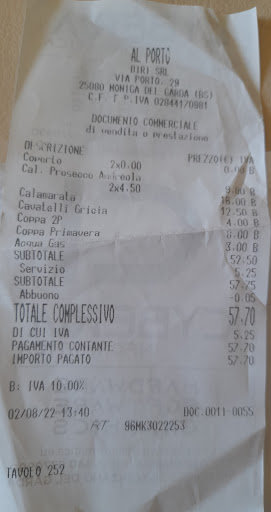 AL PORTO
BIRI SRL
VIA PORTO, 29
25080 MONIGA DEL GARDA (BS)
C.F. E P.IVA 02844170981
DOCUMENTO COMMERCIALE
di vendita o prestazione
DESCRIZIONE PREZZO(€) IVA
Coperto 2x0.00 0.00 B
Cal. Prosecco Andreola
2x4.50 9.00 B
Calamarata 18.00 B
Cavatelli Gricia 12.50 B
Coppa 2P 4.00 B
Coppa Primavera 6.00 B
Acqua Gas 3.00 B
SUBTOTALE 52.50
Servizio 5.25
SUBTOTALE 57.75
Abbuono -0.05
TOTALE COMPLESSIVO 57,70
DI CUI IVA 5.25
PAGAMENTO CONTANTE 57.70
IMPORTO PAGATO 57.70
B: IVA 10.00%
02/08/22 13:40 DOC.0011-0055
RT 96MK3022253
TAVOLO 252